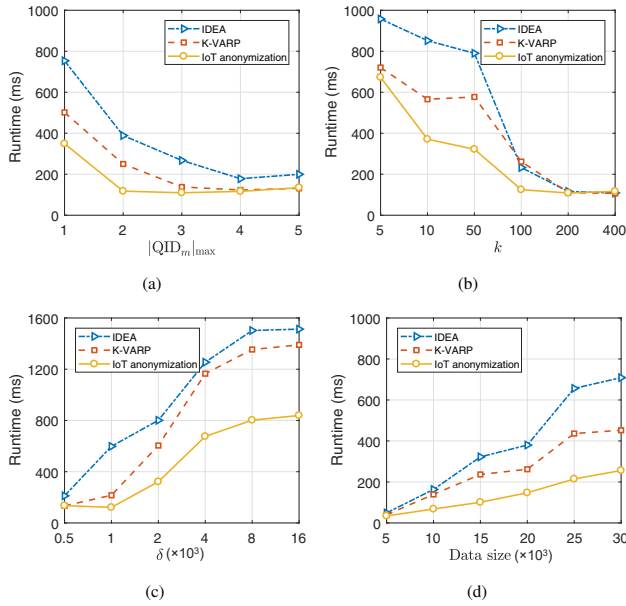 1000
800
600
400
200
0
Runtime (ms)
IDEA
K-VARP
IoT anonymization
1 2 3 4 5
|QIDₘ|max
(a)
1000
800
600
400
200
0
Runtime (ms)
IDEA
K-VARP
IoT anonymization
5 10 50 100 200 400
k
(b)
1600
1200
800
400
0
Runtime (ms)
IDEA
K-VARP
IoT anonymization
0.5 1 2 4 8 16
δ (×10³)
(c)
1000
800
600
400
200
0
Runtime (ms)
IDEA
K-VARP
IoT anonymization
5 10 15 20 25 30
Data size (×10³)
(d)